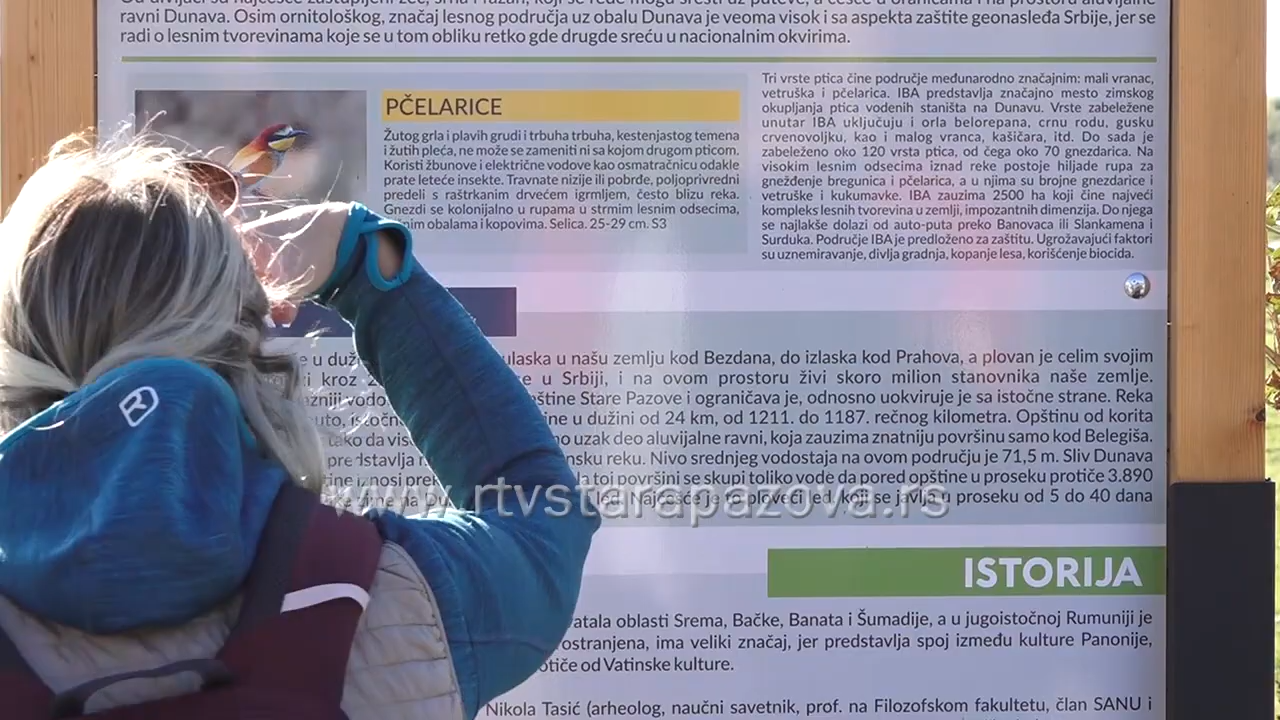 ravni Dunava. Osim ornitološkog, značaj lesnog područja uz obalu Dunava je veoma visok i sa aspekta zaštite geonasleđa Srbije, jer se
radi o lesnim tvorevinama koje se u tom obliku retko gde drugde sreću u nacionalnim okvirima.
PČELARICE
Žutog grla i plavih grudi i trbuha trbuha, kestenjastog temena
i žutih pleća, ne može se zameniti ni sa kojom drugom pticom.
Koristi žbunove i električne vodove kao osmatračnicu odakle
prate leteće insekte. Travnate nizije ili pobrđe, poljoprivredni
predeli s raštrkanim drvećem igrmljem, često blizu reka.
Gnezdi se kolonijalno u rupama u strmim lesnim odsecima,
obalama i kopovima. Selica. 25-29 cm. S3
Tri vrste ptica čine područje međunarodno značajnim: mali vranac,
vetruška i pčelarica. IBA predstavlja značajno mesto zimskog
okupljanja ptica vodenih staništa na Dunavu. Vrste zabeležene
unutar IBA uključuju i orla belorepana, crnu rodu, gusku
crvenovoljku, kao i malog vranca, kašičara, itd. Do sada je
zabeleženo oko 120 vrsta ptica, od čega oko 70 gnezdarica. Na
visokim lesnim odsecima iznad reke postoje hiljade rupa za
gnežđenje bregunica i pčelarica, a u njima su brojne gnezdarice i
vetruške i kukumavke. IBA zauzima 2500 ha koji čine najveći
kompleks lesnih tvorevina u zemlji, impozantnih dimenzija. Do njega
se najlakše dolazi od auto-puta preko Banovaca ili Slankamena i
Surduka. Područje IBA je predloženo za zaštitu. Ugrožavajući faktori
su uznemiravanje, divlja gradnja, kopanje lesa, korišćenje biocida.
e u ulaska u našu zemlju kod Bezdana, do izlaska kod Prahova, a plovan je celim svojim
kroz ce u Srbiji, i na ovom prostoru živi skoro milion stanovnika naše zemlje.
vodo Opštine Stare Pazove i ograničava je, odnosno uokviruje je sa istočne strane. Reka
u dužini od 24 km, od 1211. do 1187. rečnog kilometra. Opštinu od korita
tako da uzak deo aluvijalne ravni, koja zauzima znatniju površinu samo kod Belegiša.
predstavlja reku. Nivo srednjeg vodostaja na ovom području je 71,5 m. Sliv Dunava
iznosi sa te površini se skupi toliko vode da pored opštine u proseku protiče 3.890
na Najčešće je to plovedi led, koji se javlja u proseku od 5 do 40 dana
www.rtvstarapazova.rs
ISTORIJA
oblasti Srema, Bačke, Banata i Šumadije, a u jugoistočnoj Rumuniji je
ima veliki značaj, jer predstavlja spoj između kulture Panonije,
od Vatinske kulture.
Nikola Tasić (arheolog, naučni savetnik, prof. na Filozofskom fakultetu, član SANU i